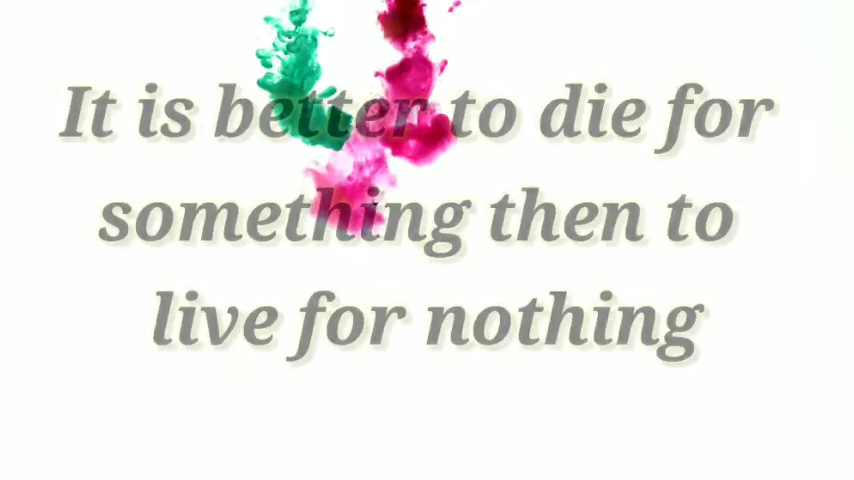 It is better to die for
something then to
live for nothing